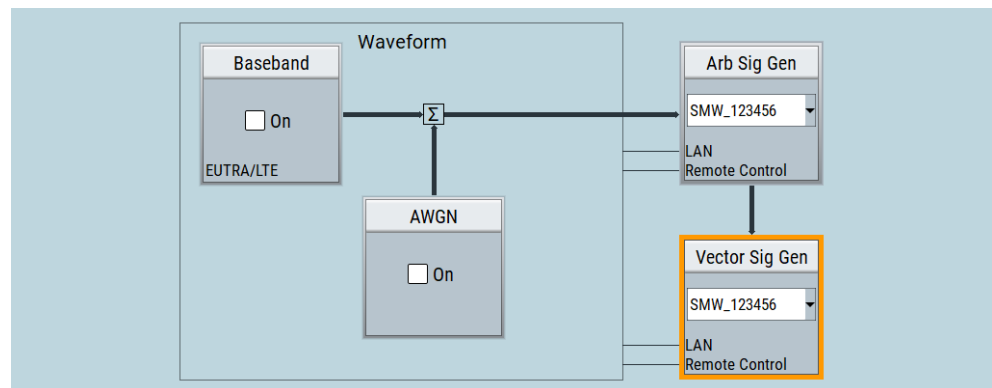 Waveform
Baseband
On
EUTRA/LTE
Σ
AWGN
On
Arb Sig Gen
SMW_123456
LAN
Remote Control
Vector Sig Gen
SMW_123456
LAN
Remote Control